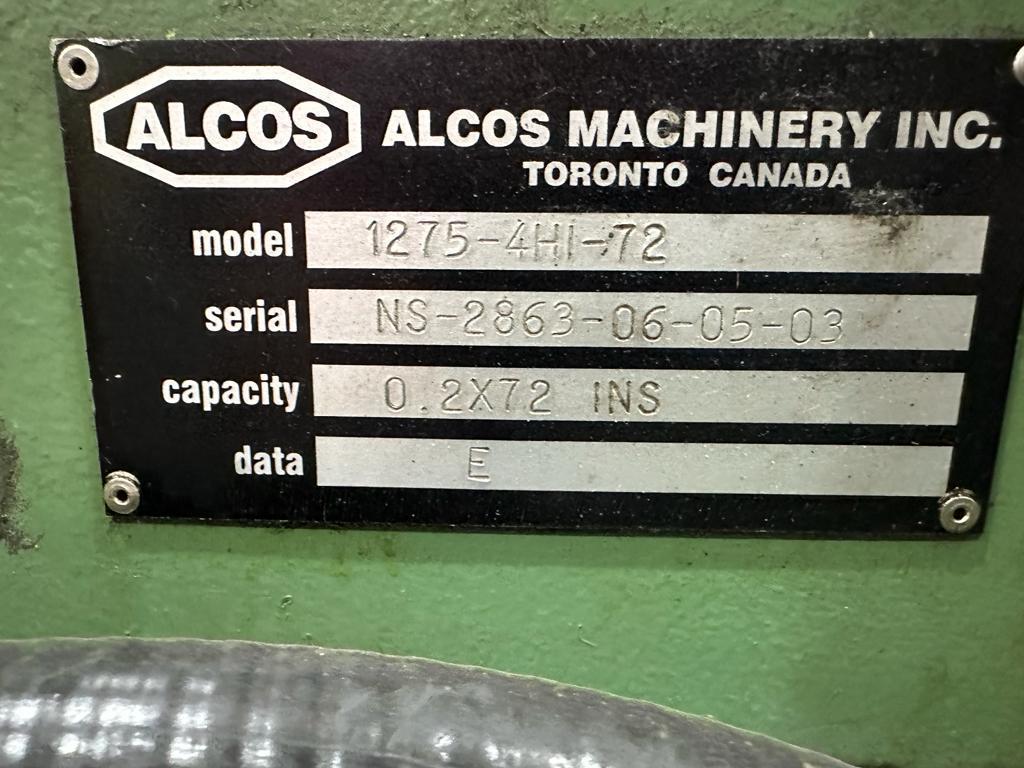 ALCOS
ALCOS MACHINERY INC.
TORONTO CANADA
model 1275-4HI-72
serial NS-2863-06-05-03
capacity 0.2X72 INS
data E